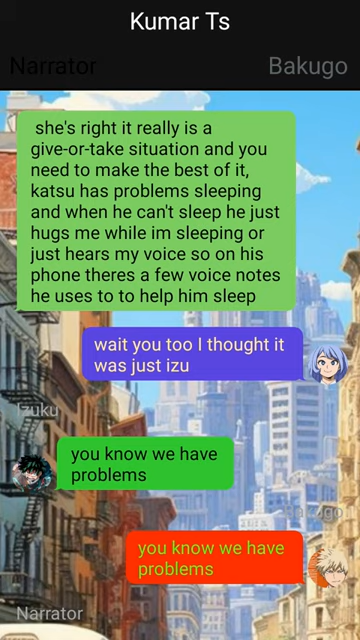 Kumar Ts
Narrator
Bakugo
she's right it really is a
give-or-take situation and you
need to make the best of it,
katsu has problems sleeping
and when he can't sleep he just
hugs me while im sleeping or
just hears my voice so on his
phone theres a few voice notes
he uses to to help him sleep
wait you too I thought it
was just izu
Izuku
you know we have
problems
Bakugo
you know we have
problems
Narrator